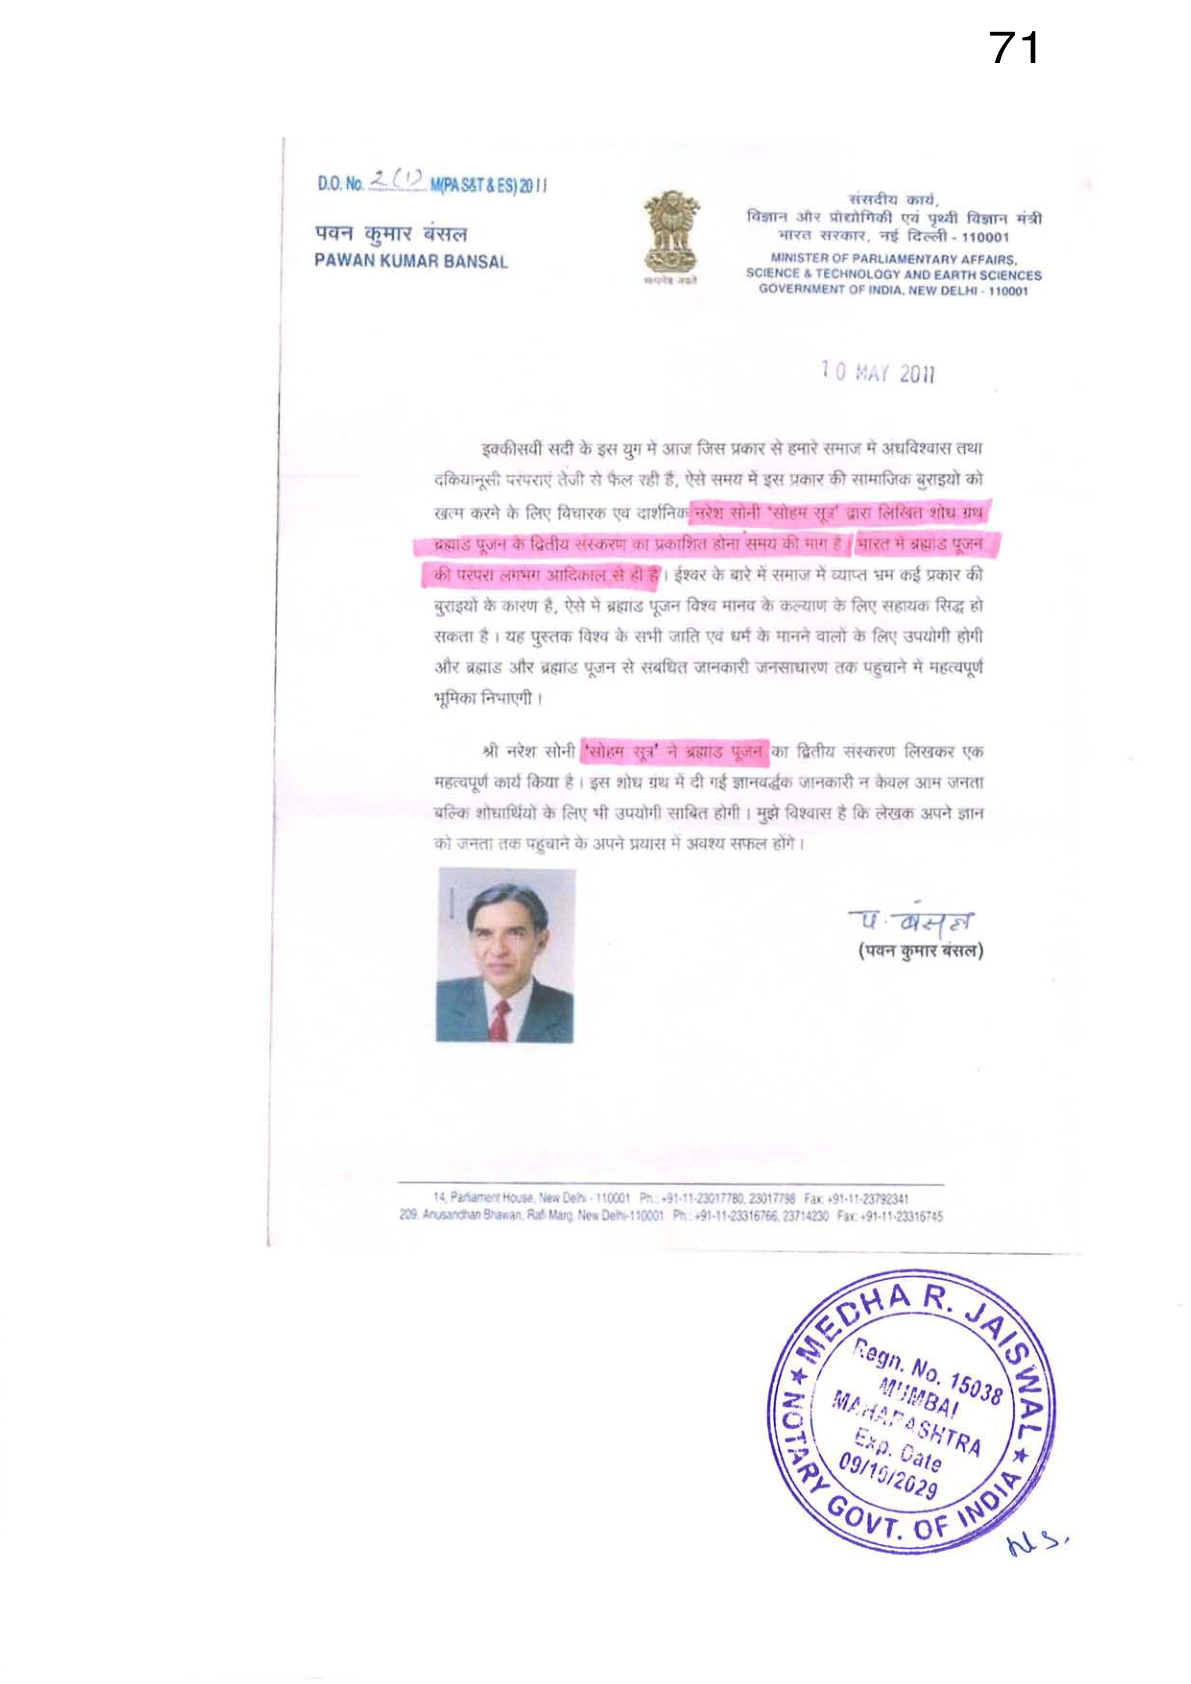 71
D.O. No. 2(1) M(PA S&T & ES) 2011
पवन कुमार बंसल
PAWAN KUMAR BANSAL
सत्यमेव जयते
संसदीय कार्य,
विज्ञान और प्रौद्योगिकी एवं पृथ्वी विज्ञान मंत्री
भारत सरकार, नई दिल्ली - 110001
MINISTER OF PARLIAMENTARY AFFAIRS,
SCIENCE & TECHNOLOGY AND EARTH SCIENCES
GOVERNMENT OF INDIA, NEW DELHI - 110001
10 MAY 2011
इक्कीसवीं सदी के इस युग में आज जिस प्रकार से हमारे समाज में अंधविश्वास तथा
दकियानूसी परंपराएं तेजी से फैल रही हैं, ऐसे समय में इस प्रकार की सामाजिक बुराइयों को
खत्म करने के लिए विचारक एवं दार्शनिक नरेश सोनी 'सोहम सूत्र' द्वारा लिखित शोध ग्रंथ
ब्रह्मांड पूजन के द्वितीय संस्करण का प्रकाशित होना समय की मांग है। भारत में ब्रह्मांड पूजन
की परंपरा लगभग आदिकाल से ही है। ईश्वर के बारे में समाज में व्याप्त भ्रम कई प्रकार की
बुराइयों के कारण है, ऐसे में ब्रह्मांड पूजन विश्व मानव के कल्याण के लिए सहायक सिद्ध हो
सकता है। यह पुस्तक विश्व के सभी जाति एवं धर्म के मानने वालों के लिए उपयोगी होगी
और ब्रह्मांड और ब्रह्मांड पूजन से संबंधित जानकारी जनसाधारण तक पहुंचाने में महत्वपूर्ण
भूमिका निभाएगी।
श्री नरेश सोनी 'सोहम सूत्र' ने ब्रह्मांड पूजन का द्वितीय संस्करण लिखकर एक
महत्वपूर्ण कार्य किया है। इस शोध ग्रंथ में दी गई ज्ञानवर्द्धक जानकारी न केवल आम जनता
बल्कि शोधार्थियों के लिए भी उपयोगी साबित होगी। मुझे विश्वास है कि लेखक अपने ज्ञान
को जनता तक पहुंचाने के अपने प्रयास में अवश्य सफल होंगे।
प. बंसल
(पवन कुमार बंसल)
14, Parliament House, New Delhi - 110001 Ph.: +91-11-23017780, 23017798 Fax: +91-11-23792341
209, Anusandhan Bhawan, Rafi Marg, New Delhi-110001 Ph.: +91-11-23316766, 23714230 Fax: +91-11-23316745
MEDHA R. JAISWAL
Regn. No. 15038
MUMBAI
MAHARASHTRA
Exp. Date
09/10/2029
NOTARY GOVT. OF INDIA